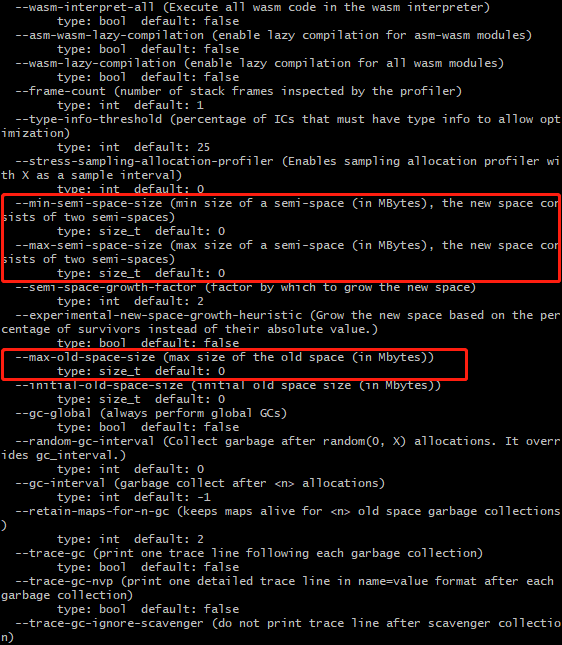 --wasm-interpret-all (Execute all wasm code in the wasm interpreter)
type: bool  default: false
--asm-wasm-lazy-compilation (enable lazy compilation for asm-wasm modules)
type: bool  default: false
--wasm-lazy-compilation (enable lazy compilation for all wasm modules)
type: bool  default: false
--frame-count (number of stack frames inspected by the profiler)
type: int  default: 1
--type-info-threshold (percentage of ICs that must have type info to allow opt
imization)
type: int  default: 25
--stress-sampling-allocation-profiler (Enables sampling allocation profiler wi
th X as a sample interval)
type: int  default: 0
--min-semi-space-size (min size of a semi-space (in MBytes), the new space con
sists of two semi-spaces)
type: size_t  default: 0
--max-semi-space-size (max size of a semi-space (in MBytes), the new space con
sists of two semi-spaces)
type: size_t  default: 0
--semi-space-growth-factor (factor by which to grow the new space)
type: int  default: 2
--experimental-new-space-growth-heuristic (Grow the new space based on the per
centage of survivors instead of their absolute value.)
type: bool  default: false
--max-old-space-size (max size of the old space (in Mbytes))
type: size_t  default: 0
--initial-old-space-size (initial old space size (in Mbytes))
type: size_t  default: 0
--gc-global (always perform global GCs)
type: bool  default: false
--random-gc-interval (Collect garbage after random(0, X) allocations. It overr
ides gc_interval.)
type: int  default: 0
--gc-interval (garbage collect after <n> allocations)
type: int  default: -1
--retain-maps-for-n-gc (keeps maps alive for <n> old space garbage collections
)
type: int  default: 2
--trace-gc (print one trace line following each garbage collection)
type: bool  default: false
--trace-gc-nvp (print one detailed trace line in name=value format after each
garbage collection)
type: bool  default: false
--trace-gc-ignore-scavenger (do not print trace line after scavenger collectio
n)